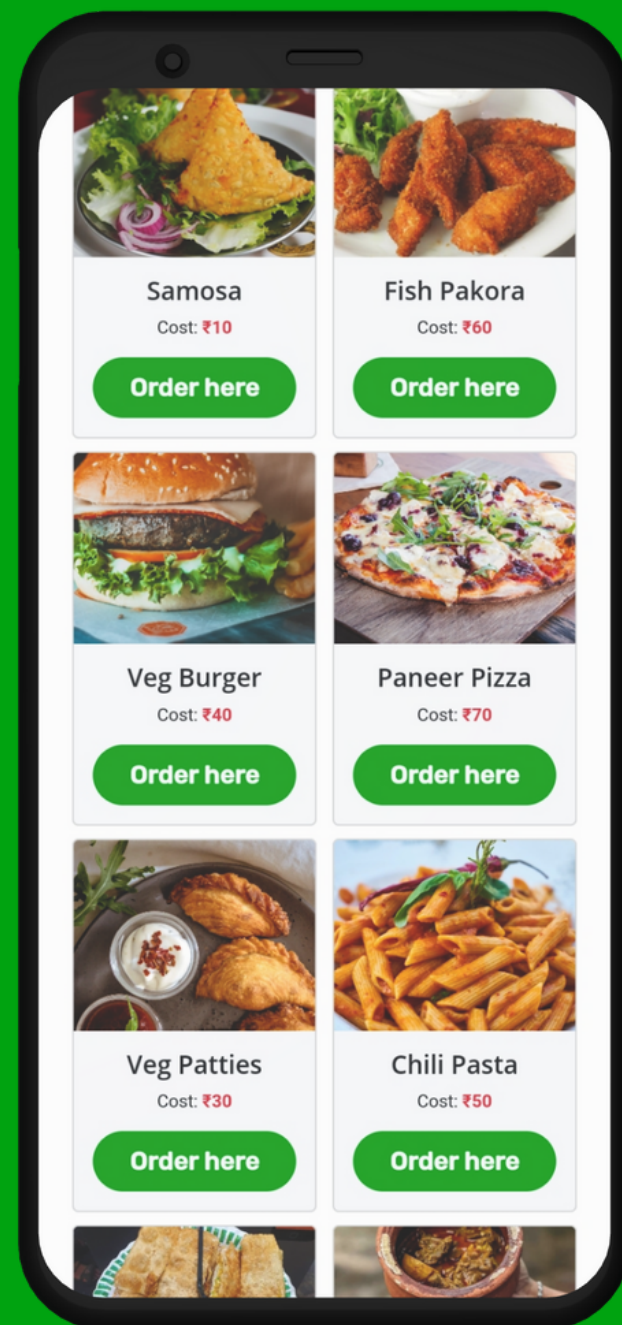 Samosa
Cost: ₹10
Order here
Fish Pakora
Cost: ₹60
Order here
Veg Burger
Cost: ₹40
Order here
Paneer Pizza
Cost: ₹70
Order here
Veg Patties
Cost: ₹30
Order here
Chili Pasta
Cost: ₹50
Order here